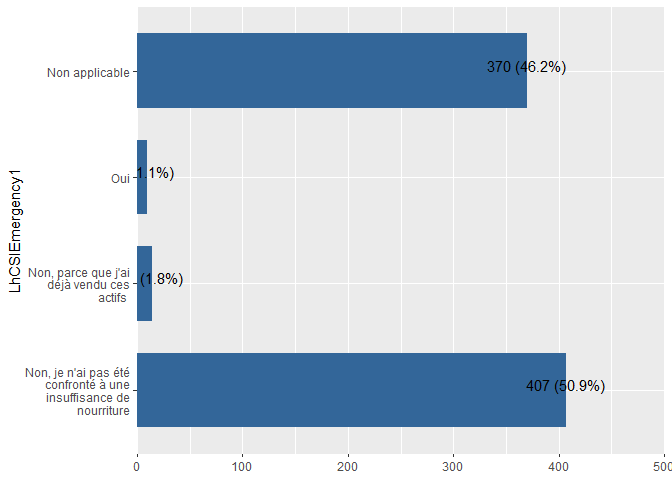 LhCSIEmergency1
Non applicable
370 (46.2%)
Oui
1.1%)
Non, parce que j'ai
déjà vendu ces
actifs
(1.8%)
Non, je n'ai pas été
confronté à une
insuffisance de
nourriture
407 (50.9%)
0
100
200
300
400
500